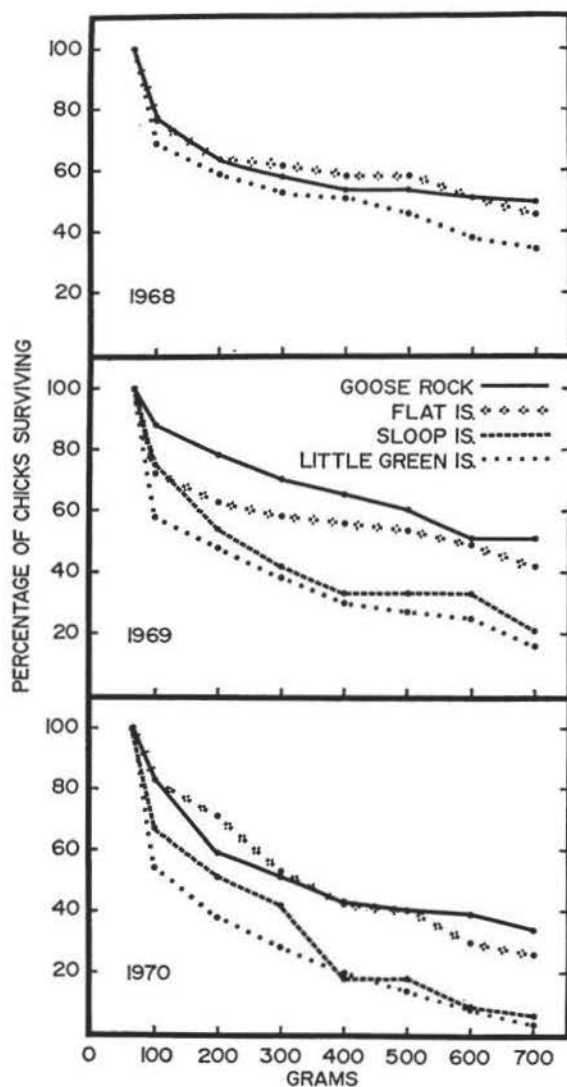 100
80
60
40
20
1968
100
80
60
40
20
1969
GOOSE ROCK
FLAT IS.
SLOOP IS.
LITTLE GREEN IS.
100
80
60
40
20
1970
0 100 200 300 400 500 600 700
GRAMS
PERCENTAGE OF CHICKS SURVIVING